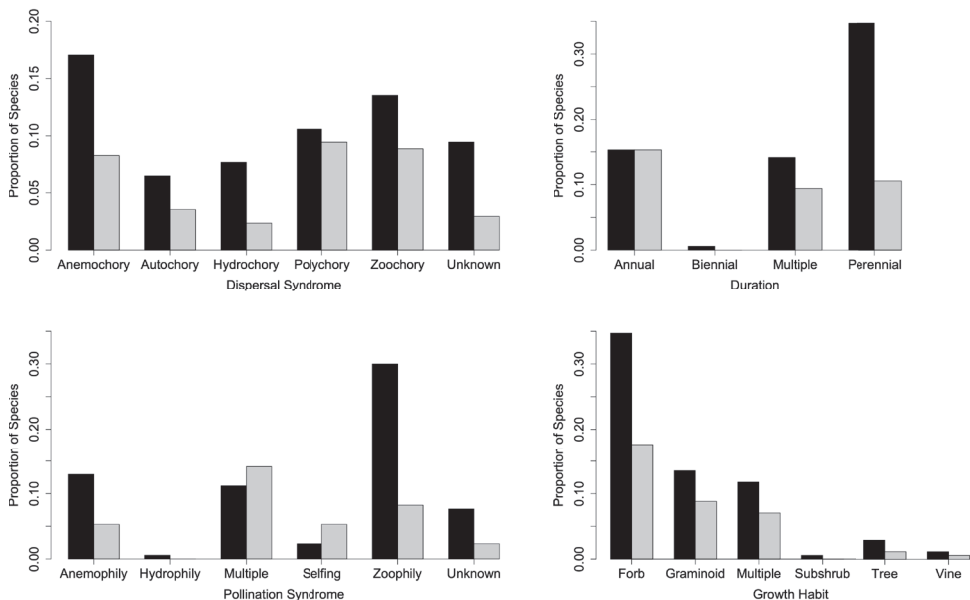 0.20
0.15
0.10
0.05
0.00
Proportion of Species
Anemochory Autochory Hydrochory Polychory Zoochory Unknown
Dispersal Syndrome
0.30
0.20
0.10
0.00
Proportion of Species
Annual Biennial Multiple Perennial
Duration
0.30
0.20
0.10
0.00
Proportion of Species
Anemophily Hydrophily Multiple Selfing Zoophily Unknown
Pollination Syndrome
0.30
0.20
0.10
0.00
Proportion of Species
Forb Graminoid Multiple Subshrub Tree Vine
Growth Habit